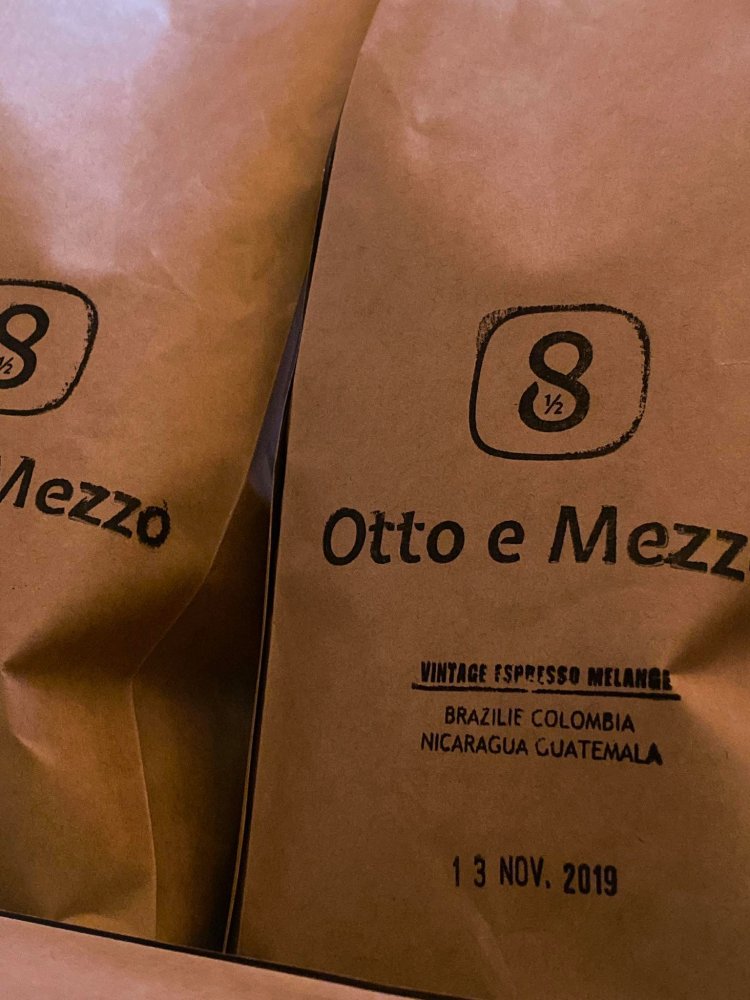 8
½
Mezzo
8
½
Otto e Mezz
VINTAGE ESPRESSO MELANGE
BRAZILIE COLOMBIA
NICARAGUA GUATEMALA
13 NOV. 2019